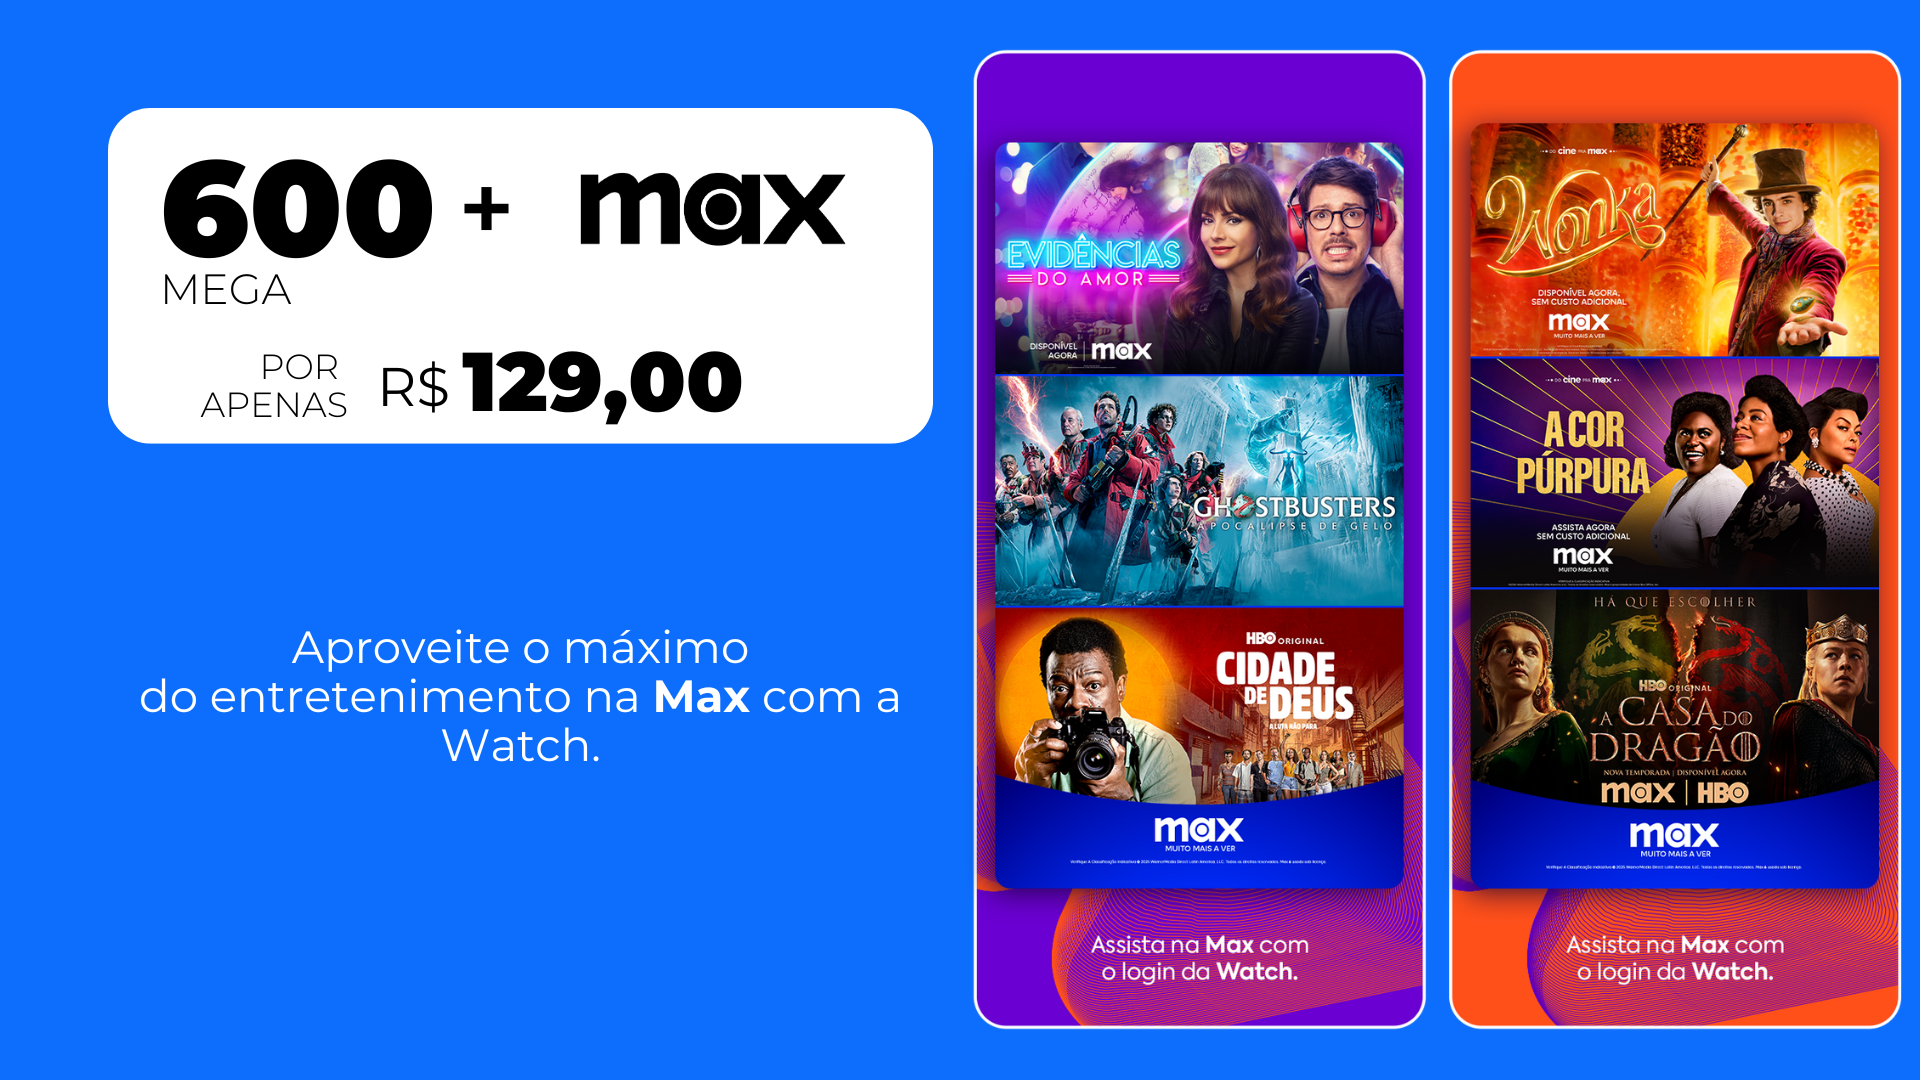 600 + max
MEGA
POR
APENAS
R$ 129,00
Aproveite o máximo
do entretenimento na Max com a
Watch.
EVIDÊNCIAS
DO AMOR
DISPONÍVEL
AGORA
max
GHOSTBUSTERS
APOCALIPSE DE GELO
HBO ORIGINAL
CIDADE
DE DEUS
A LUTA NÃO PARA
max
MUITO MAIS A VER
Assista na Max com
o login da Watch.
DO cine PRA max
Wonka
DISPONÍVEL AGORA,
SEM CUSTO ADICIONAL
max
MUITO MAIS A VER
DO cine PRA max
A COR
PÚRPURA
ASSISTA AGORA
SEM CUSTO ADICIONAL
max
MUITO MAIS A VER
HÁ QUE ESCOLHER
HBO ORIGINAL
A CASA DO
DRAGÃO
NOVA TEMPORADA | DISPONÍVEL AGORA
max | HBO
max
MUITO MAIS A VER
Assista na Max com
o login da Watch.